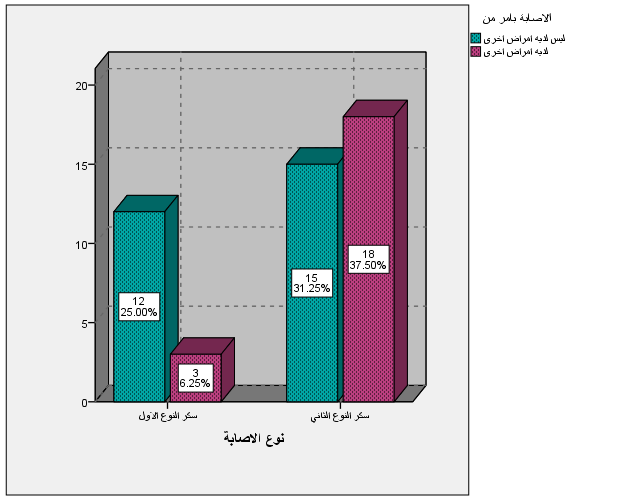 الاصابة بامر من
ليس لديه امراض اخرى
لديه امراض اخرى
20
15
10
5
0
12
25.00%
3
6.25%
15
31.25%
18
37.50%
سكر النوع الاول
سكر النوع الثاني
نوع الاصابة